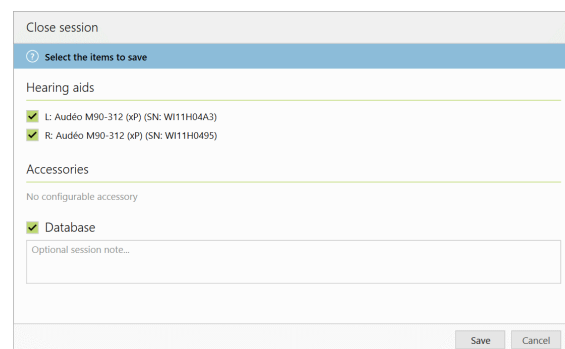 Close session
? Select the items to save
Hearing aids
L: Audéo M90-312 (xP) (SN: WI11H04A3)
R: Audéo M90-312 (xP) (SN: WI11H0495)
Accessories
No configurable accessory
Database
Optional session note...
Save Cancel